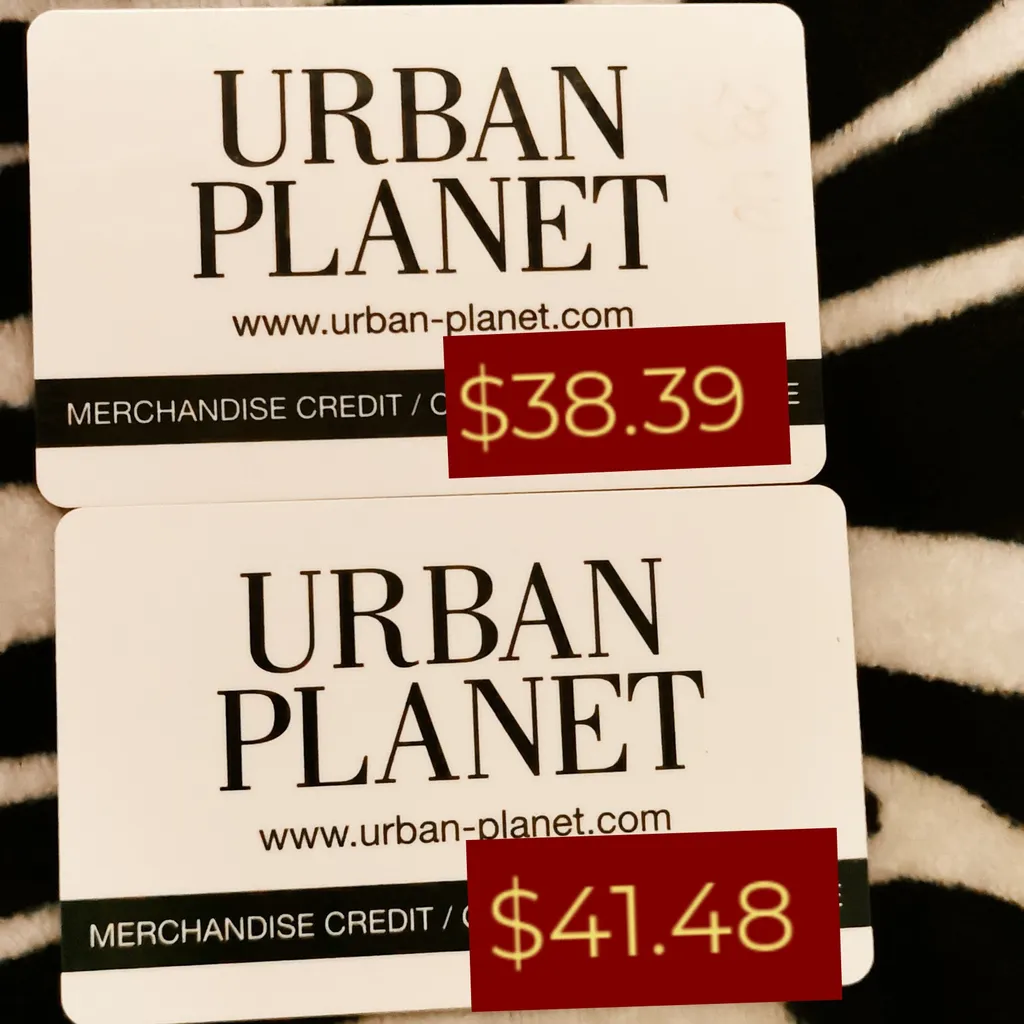 URBAN
PLANET
www.urban-planet.com
MERCHANDISE CREDIT / C $38.39 E
URBAN
PLANET
www.urban-planet.com
MERCHANDISE CREDIT / $41.48